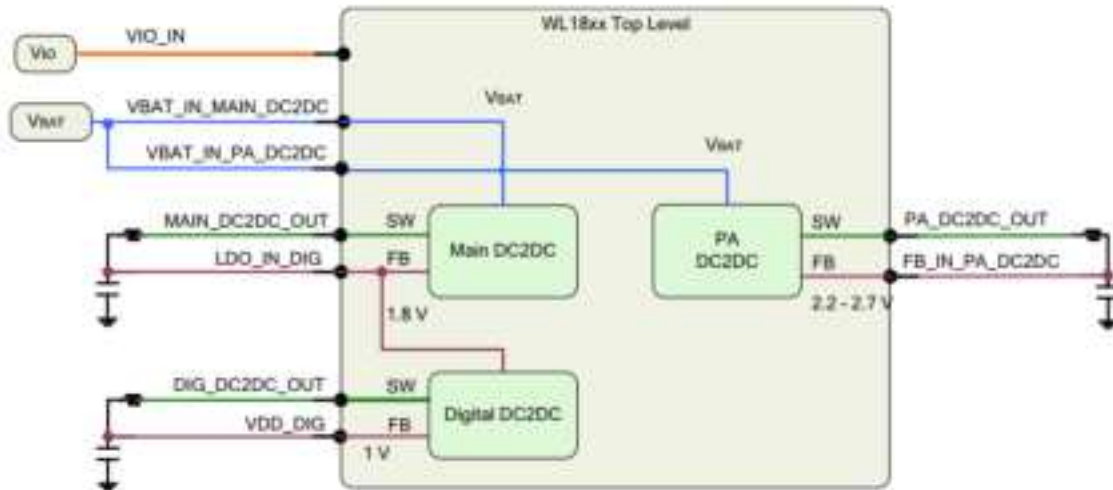 WL18xx Top Level
VIO_IN
VIO
VBAT
VBAT_IN_MAIN_DC2DC
VBAT
VBAT_IN_PA_DC2DC
VBAT
MAIN_DC2DC_OUT
SW
Main DC2DC
PA
DC2DC
SW
PA_DC2DC_OUT
LDO_IN_DIG
FB
FB
FB_IN_PA_DC2DC
1.8 V
2.2 - 2.7 V
DIG_DC2DC_OUT
SW
Digital DC2DC
VDD_DIG
FB
1 V